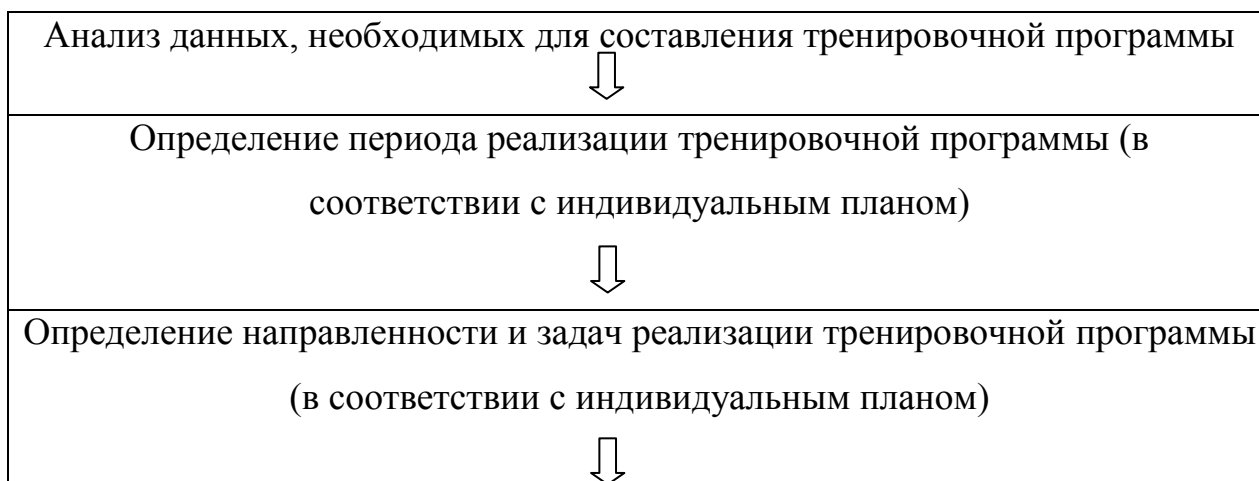 Анализ данных, необходимых для составления тренировочной программы
Определение периода реализации тренировочной программы (в
соответствии с индивидуальным планом)
Определение направленности и задач реализации тренировочной программы
(в соответствии с индивидуальным планом)